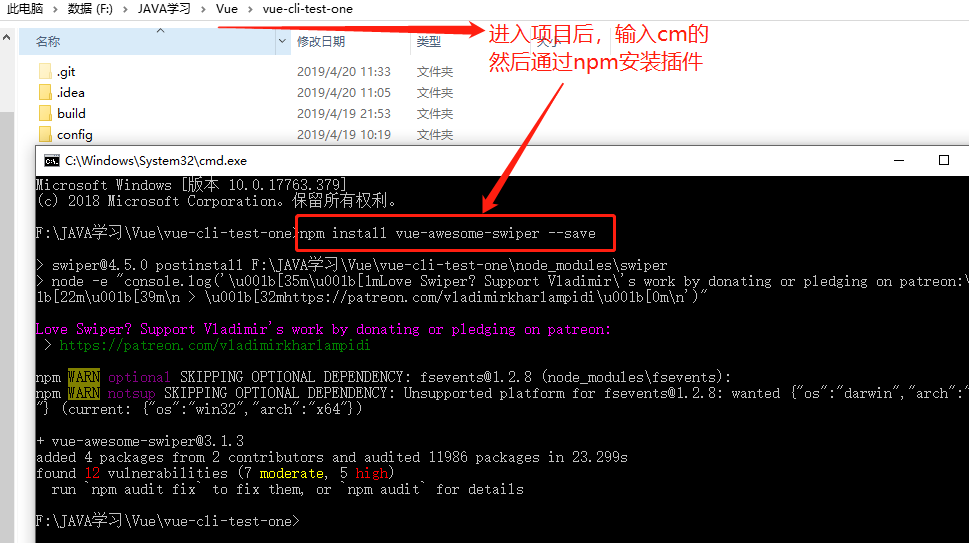 此电脑 > 数据 (F:) > JAVA学习 > Vue > vue-cli-test-one
进入项目后，输入cm的
然后通过npm安装插件
名称 修改日期 类型 大小
.git 2019/4/20 11:33 文件夹
.idea 2019/4/20 11:05 文件夹
build 2019/4/19 21:53 文件夹
config 2019/4/19 10:19 文件夹
C:\Windows\System32\cmd.exe
Microsoft Windows [版本 10.0.17763.379]
(c) 2018 Microsoft Corporation。保留所有权利。
F:\JAVA学习\Vue\vue-cli-test-one>npm install vue-awesome-swiper --save
> swiper@4.5.0 postinstall F:\JAVA学习\Vue\vue-cli-test-one\node_modules\swiper
> node -e "console.log('\u001b[35m\u001b[1mLove Swiper? Support Vladimir\'s work by donating or pledging on patreon:\
1b[22m\u001b[39m\n > \u001b[32mhttps://patreon.com/vladimirkharlampidi\u001b[0m\n')"
Love Swiper? Support Vladimir's work by donating or pledging on patreon:
> https://patreon.com/vladimirkharlampidi
npm WARN optional SKIPPING OPTIONAL DEPENDENCY: fsevents@1.2.8 (node_modules\fsevents):
npm WARN notsup SKIPPING OPTIONAL DEPENDENCY: Unsupported platform for fsevents@1.2.8: wanted {"os":"darwin","arch":"
"} (current: {"os":"win32","arch":"x64"})
+ vue-awesome-swiper@3.1.3
added 4 packages from 2 contributors and audited 11986 packages in 23.299s
found 12 vulnerabilities (7 moderate, 5 high)
run `npm audit fix` to fix them, or `npm audit` for details
F:\JAVA学习\Vue\vue-cli-test-one>